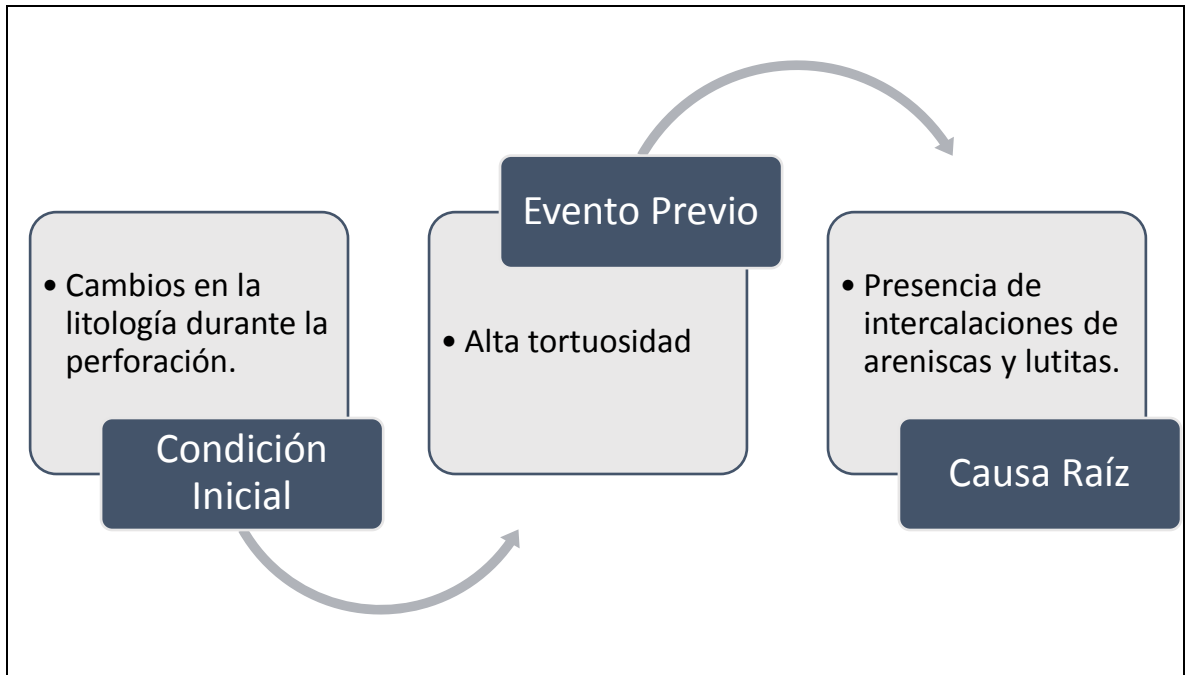 • Cambios en la
litología durante la
perforación.
Condición
Inicial
Evento Previo
• Alta tortuosidad
• Presencia de
intercalaciones de
areniscas y lutitas.
Causa Raíz